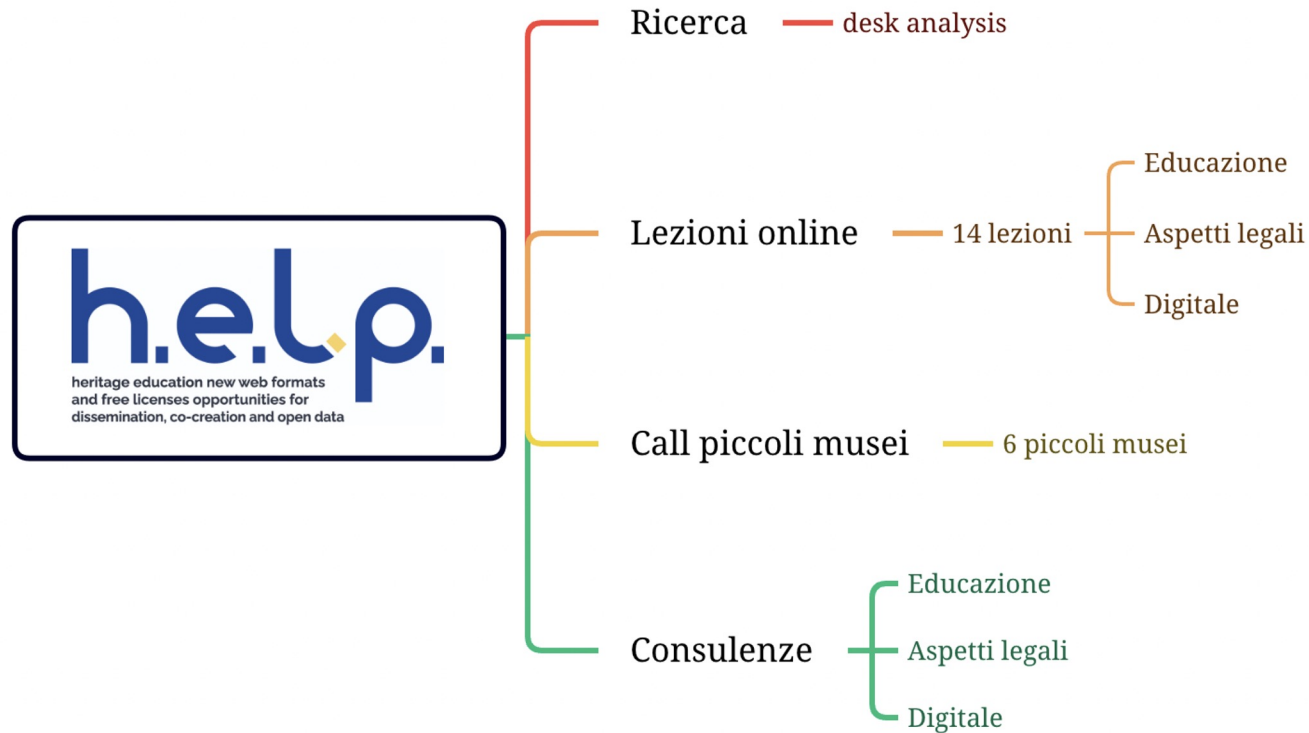 h.e.l.p.
heritage education new web formats
and free licenses opportunities for
dissemination, co-creation and open data
Ricerca
desk analysis
Lezioni online
14 lezioni
Educazione
Aspetti legali
Digitale
Call piccoli musei
6 piccoli musei
Consulenze
Educazione
Aspetti legali
Digitale